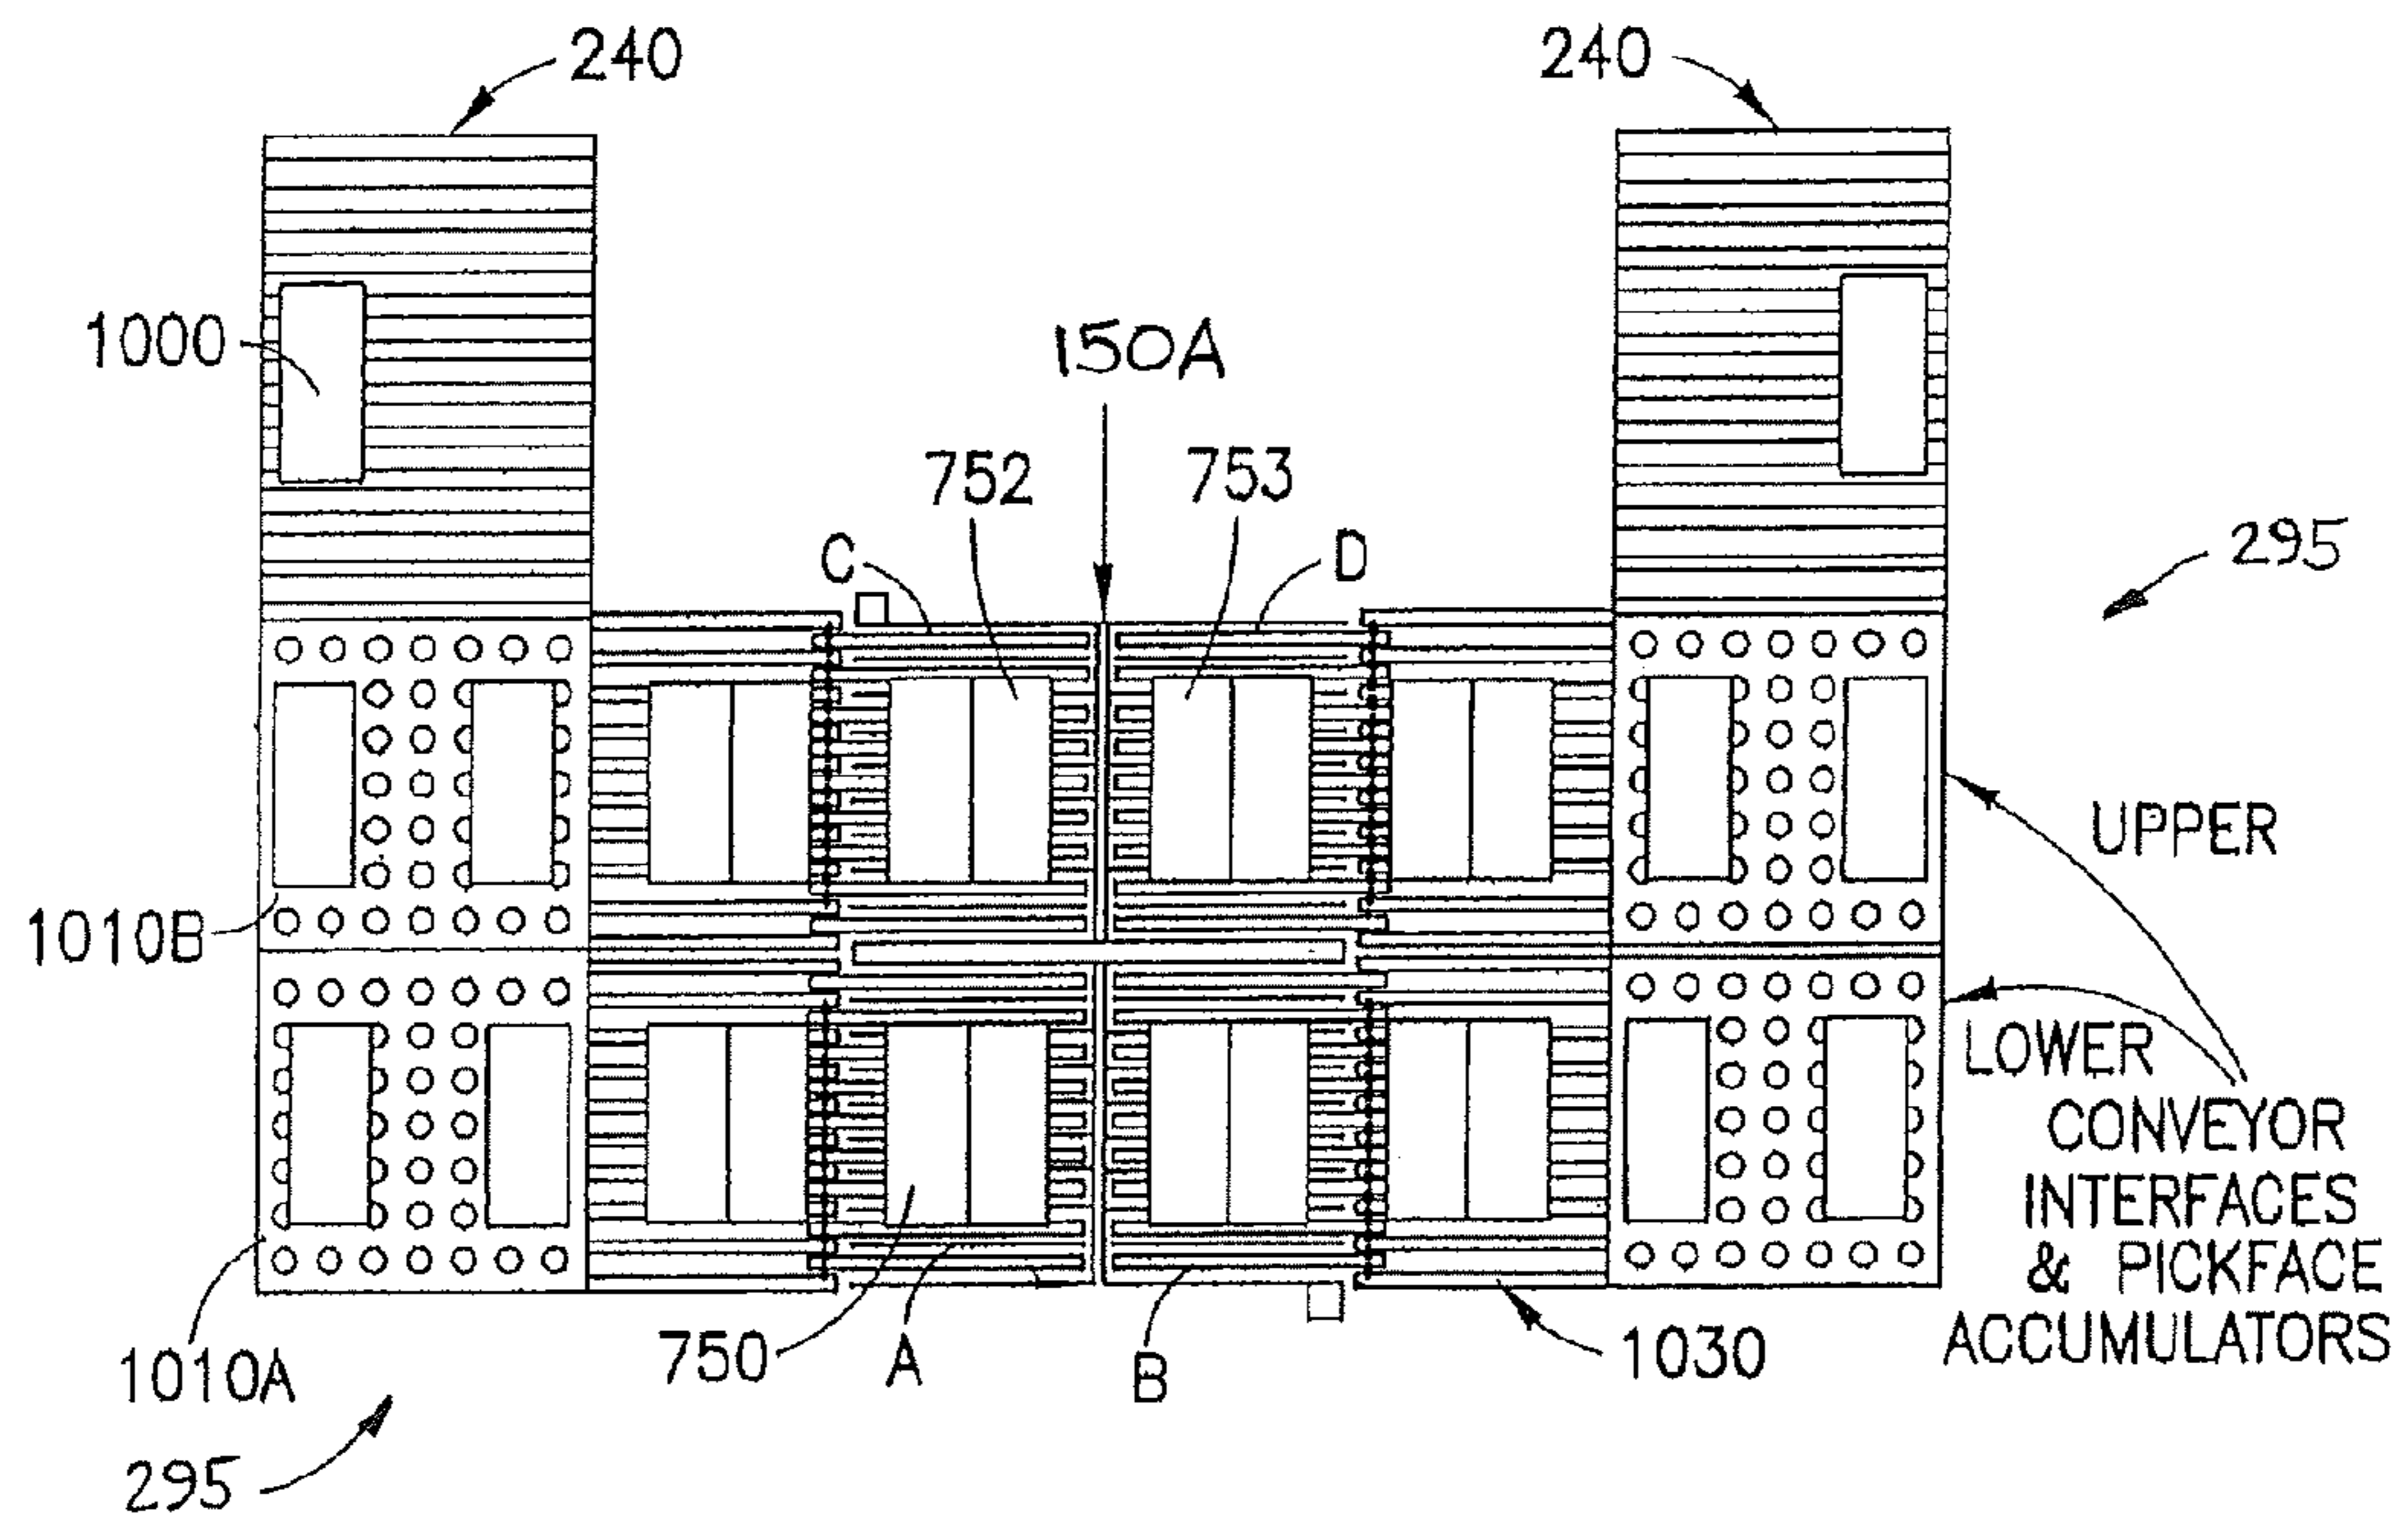 240
240
1000
150A
752
753
295
C
D
UPPER
1010B
LOWER
CONVEYOR
INTERFACES
& PICKFACE
ACCUMULATORS
750
A
B
1030
1010A
295